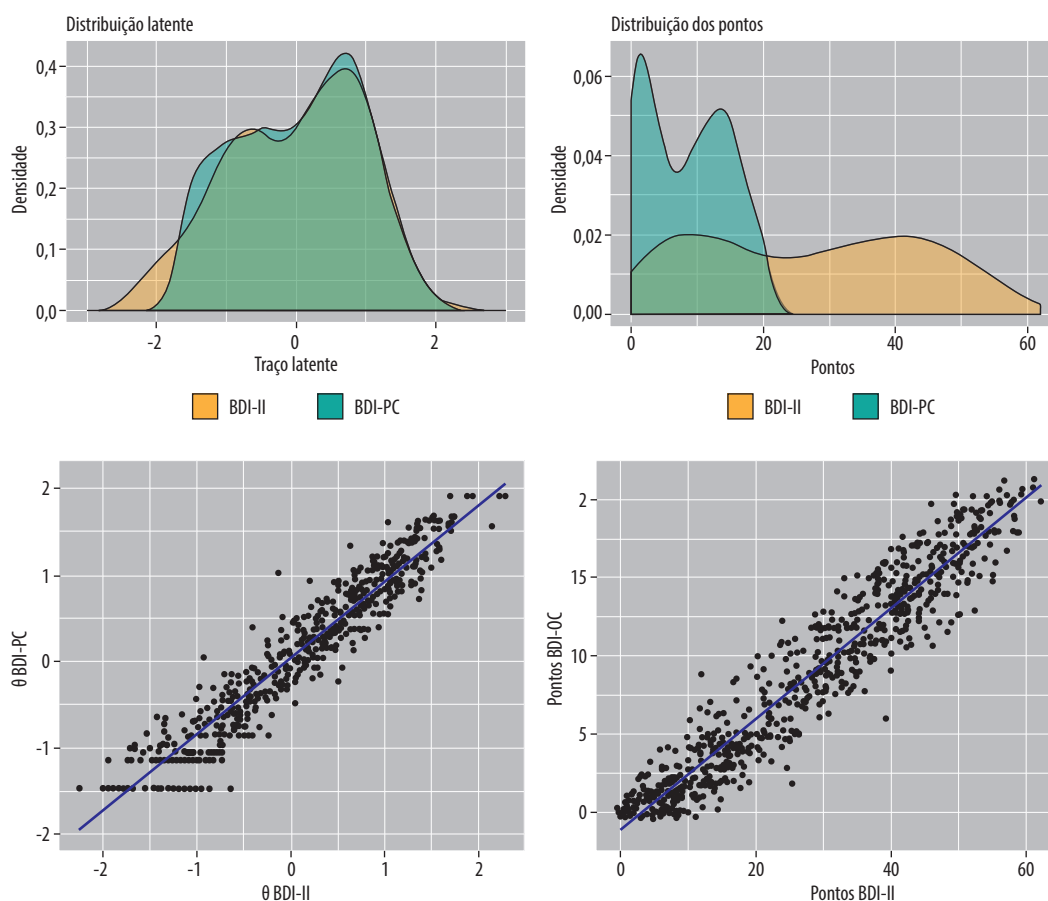 Distribuição latente
0,4
0,3
0,2
0,1
0,0
Densidade
-2
0
2
Traço latente
BDI-II
BDI-PC
Distribuição dos pontos
0,06
0,04
0,02
0,00
Densidade
0
20
40
60
Pontos
BDI-II
BDI-PC
2
1
0
-1
-2
θ BDI-PC
-2
-1
0
1
2
θ BDI-II
2
15
10
5
0
Pontos BDI-OC
0
20
40
60
Pontos BDI-II